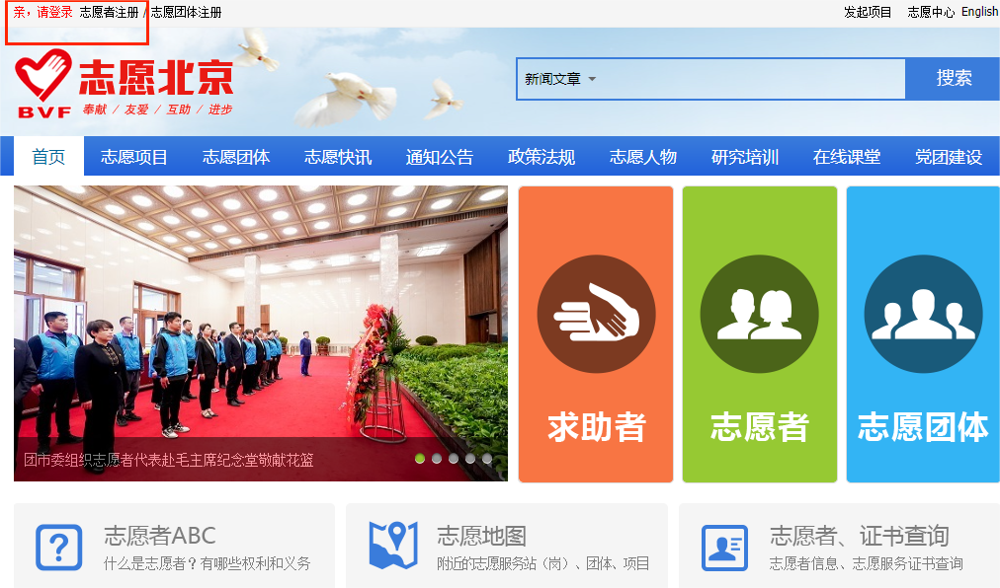 亲，请登录 志愿者注册 / 志愿团体注册 发起项目 志愿中心 English
志愿北京
BVF 奉献 / 友爱 / 互助 / 进步
新闻文章 搜索
首页 志愿项目 志愿团体 志愿快讯 通知公告 政策法规 志愿人物 研究培训 在线课堂 党团建设
求助者 志愿者 志愿团体
团市委组织志愿者代表赴毛主席纪念堂敬献花篮
志愿者ABC 志愿地图 志愿者、证书查询
什么是志愿者？有哪些权利和义务 附近的志愿服务站（岗）、团体、项目 志愿者信息、志愿服务证书查询